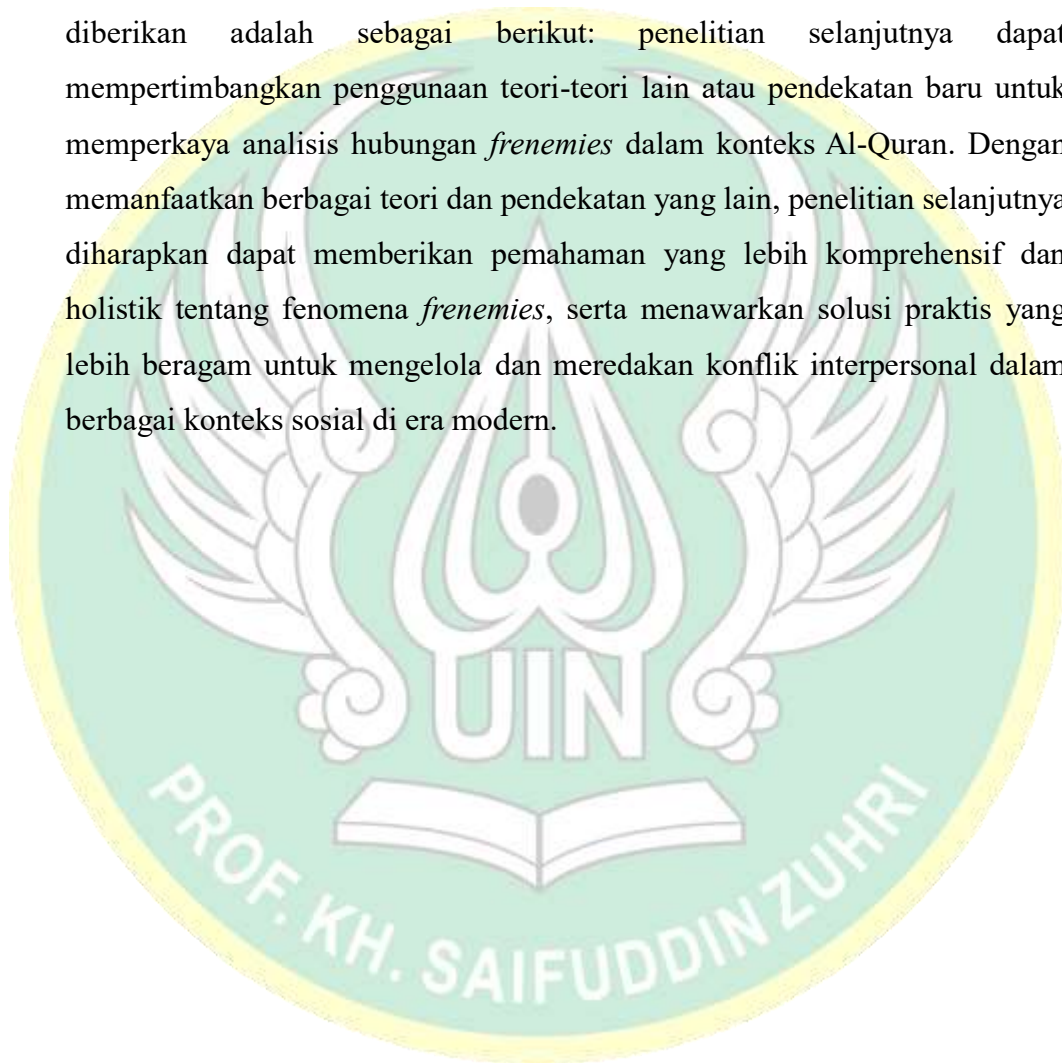 diberikan adalah sebagai berikut: penelitian selanjutnya dapat
mempertimbangkan penggunaan teori-teori lain atau pendekatan baru untuk
memperkaya analisis hubungan frenemies dalam konteks Al-Quran. Dengan
memanfaatkan berbagai teori dan pendekatan yang lain, penelitian selanjutnya
diharapkan dapat memberikan pemahaman yang lebih komprehensif dan
holistik tentang fenomena frenemies, serta menawarkan solusi praktis yang
lebih beragam untuk mengelola dan meredakan konflik interpersonal dalam
berbagai konteks sosial di era modern.
UIN
PROF. KH. SAIFUDDIN ZUHRI